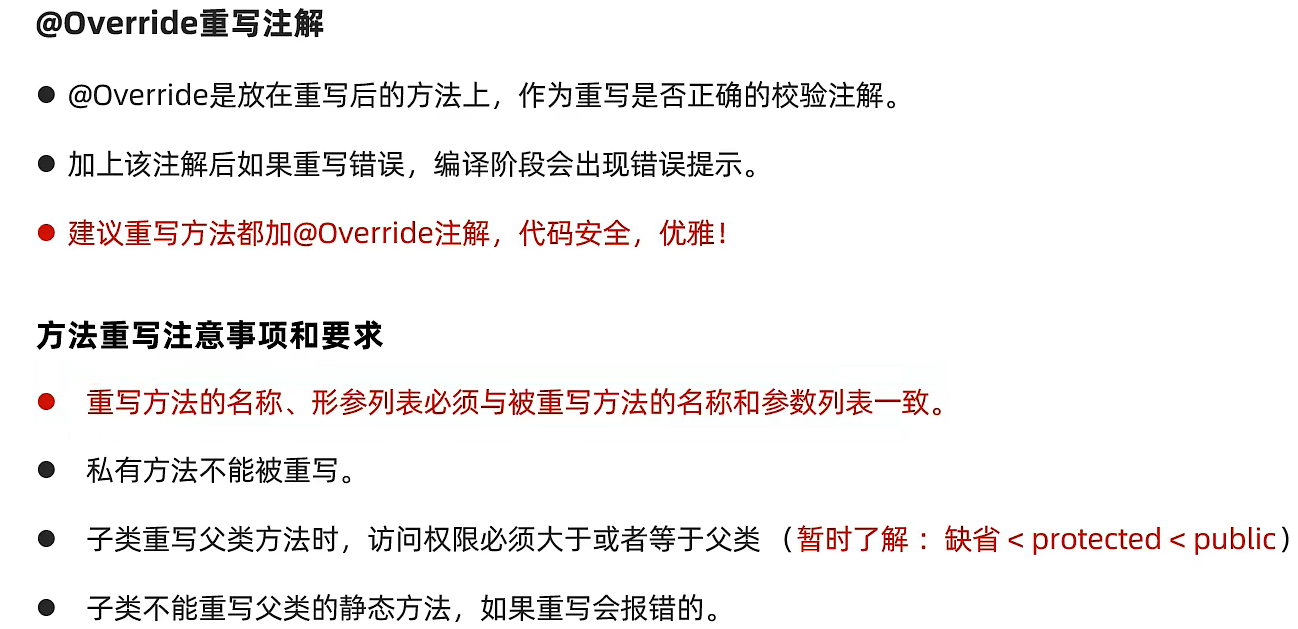 @Override重写注解
● @Override是放在重写后的方法上，作为重写是否正确的校验注解。
● 加上该注解后如果重写错误，编译阶段会出现错误提示。
● 建议重写方法都加@Override注解，代码安全，优雅！
方法重写注意事项和要求
● 重写方法的名称、形参列表必须与被重写方法的名称和参数列表一致。
● 私有方法不能被重写。
● 子类重写父类方法时，访问权限必须大于或者等于父类 （暂时了解 ：缺省 < protected < public）
● 子类不能重写父类的静态方法，如果重写会报错的。